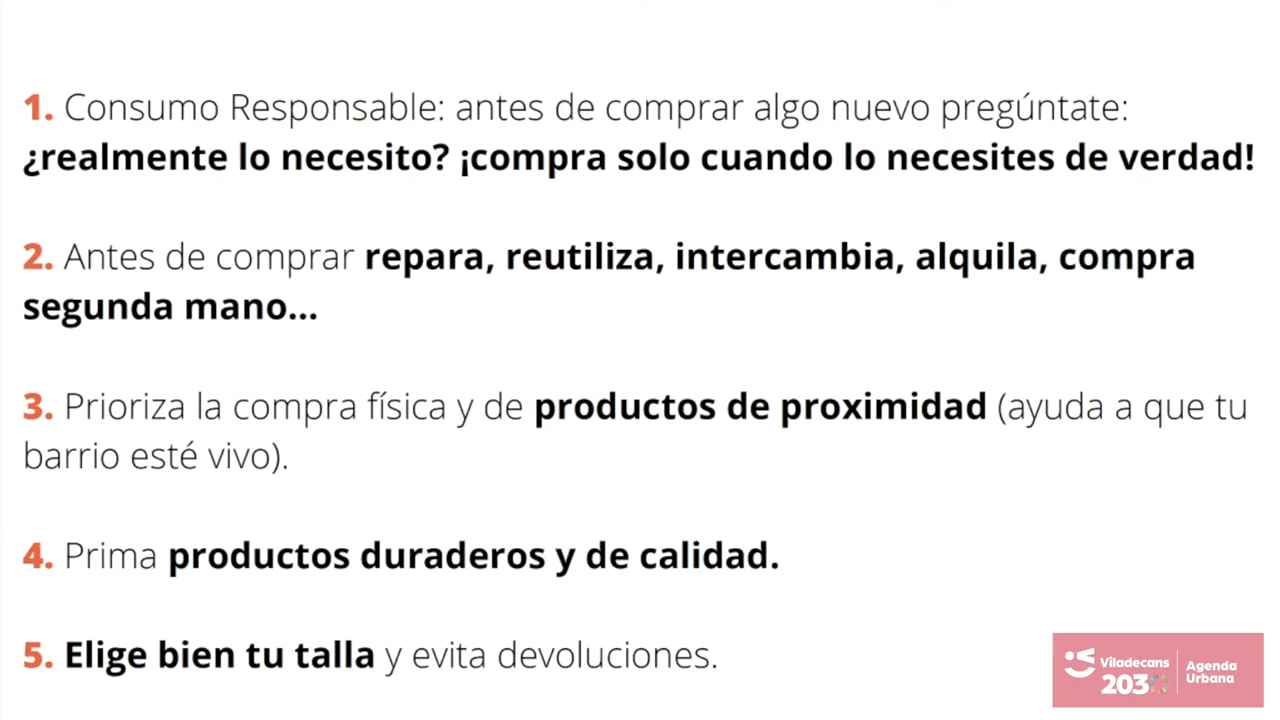 1. Consumo Responsable: antes de comprar algo nuevo pregúntate:
¿realmente lo necesito? ¡compra solo cuando lo necesites de verdad!
2. Antes de comprar repara, reutiliza, intercambia, alquila, compra
segunda mano...
3. Prioriza la compra física y de productos de proximidad (ayuda a que tu
barrio esté vivo).
4. Prima productos duraderos y de calidad.
5. Elige bien tu talla y evita devoluciones.
Viladecans
2030
Agenda
Urbana